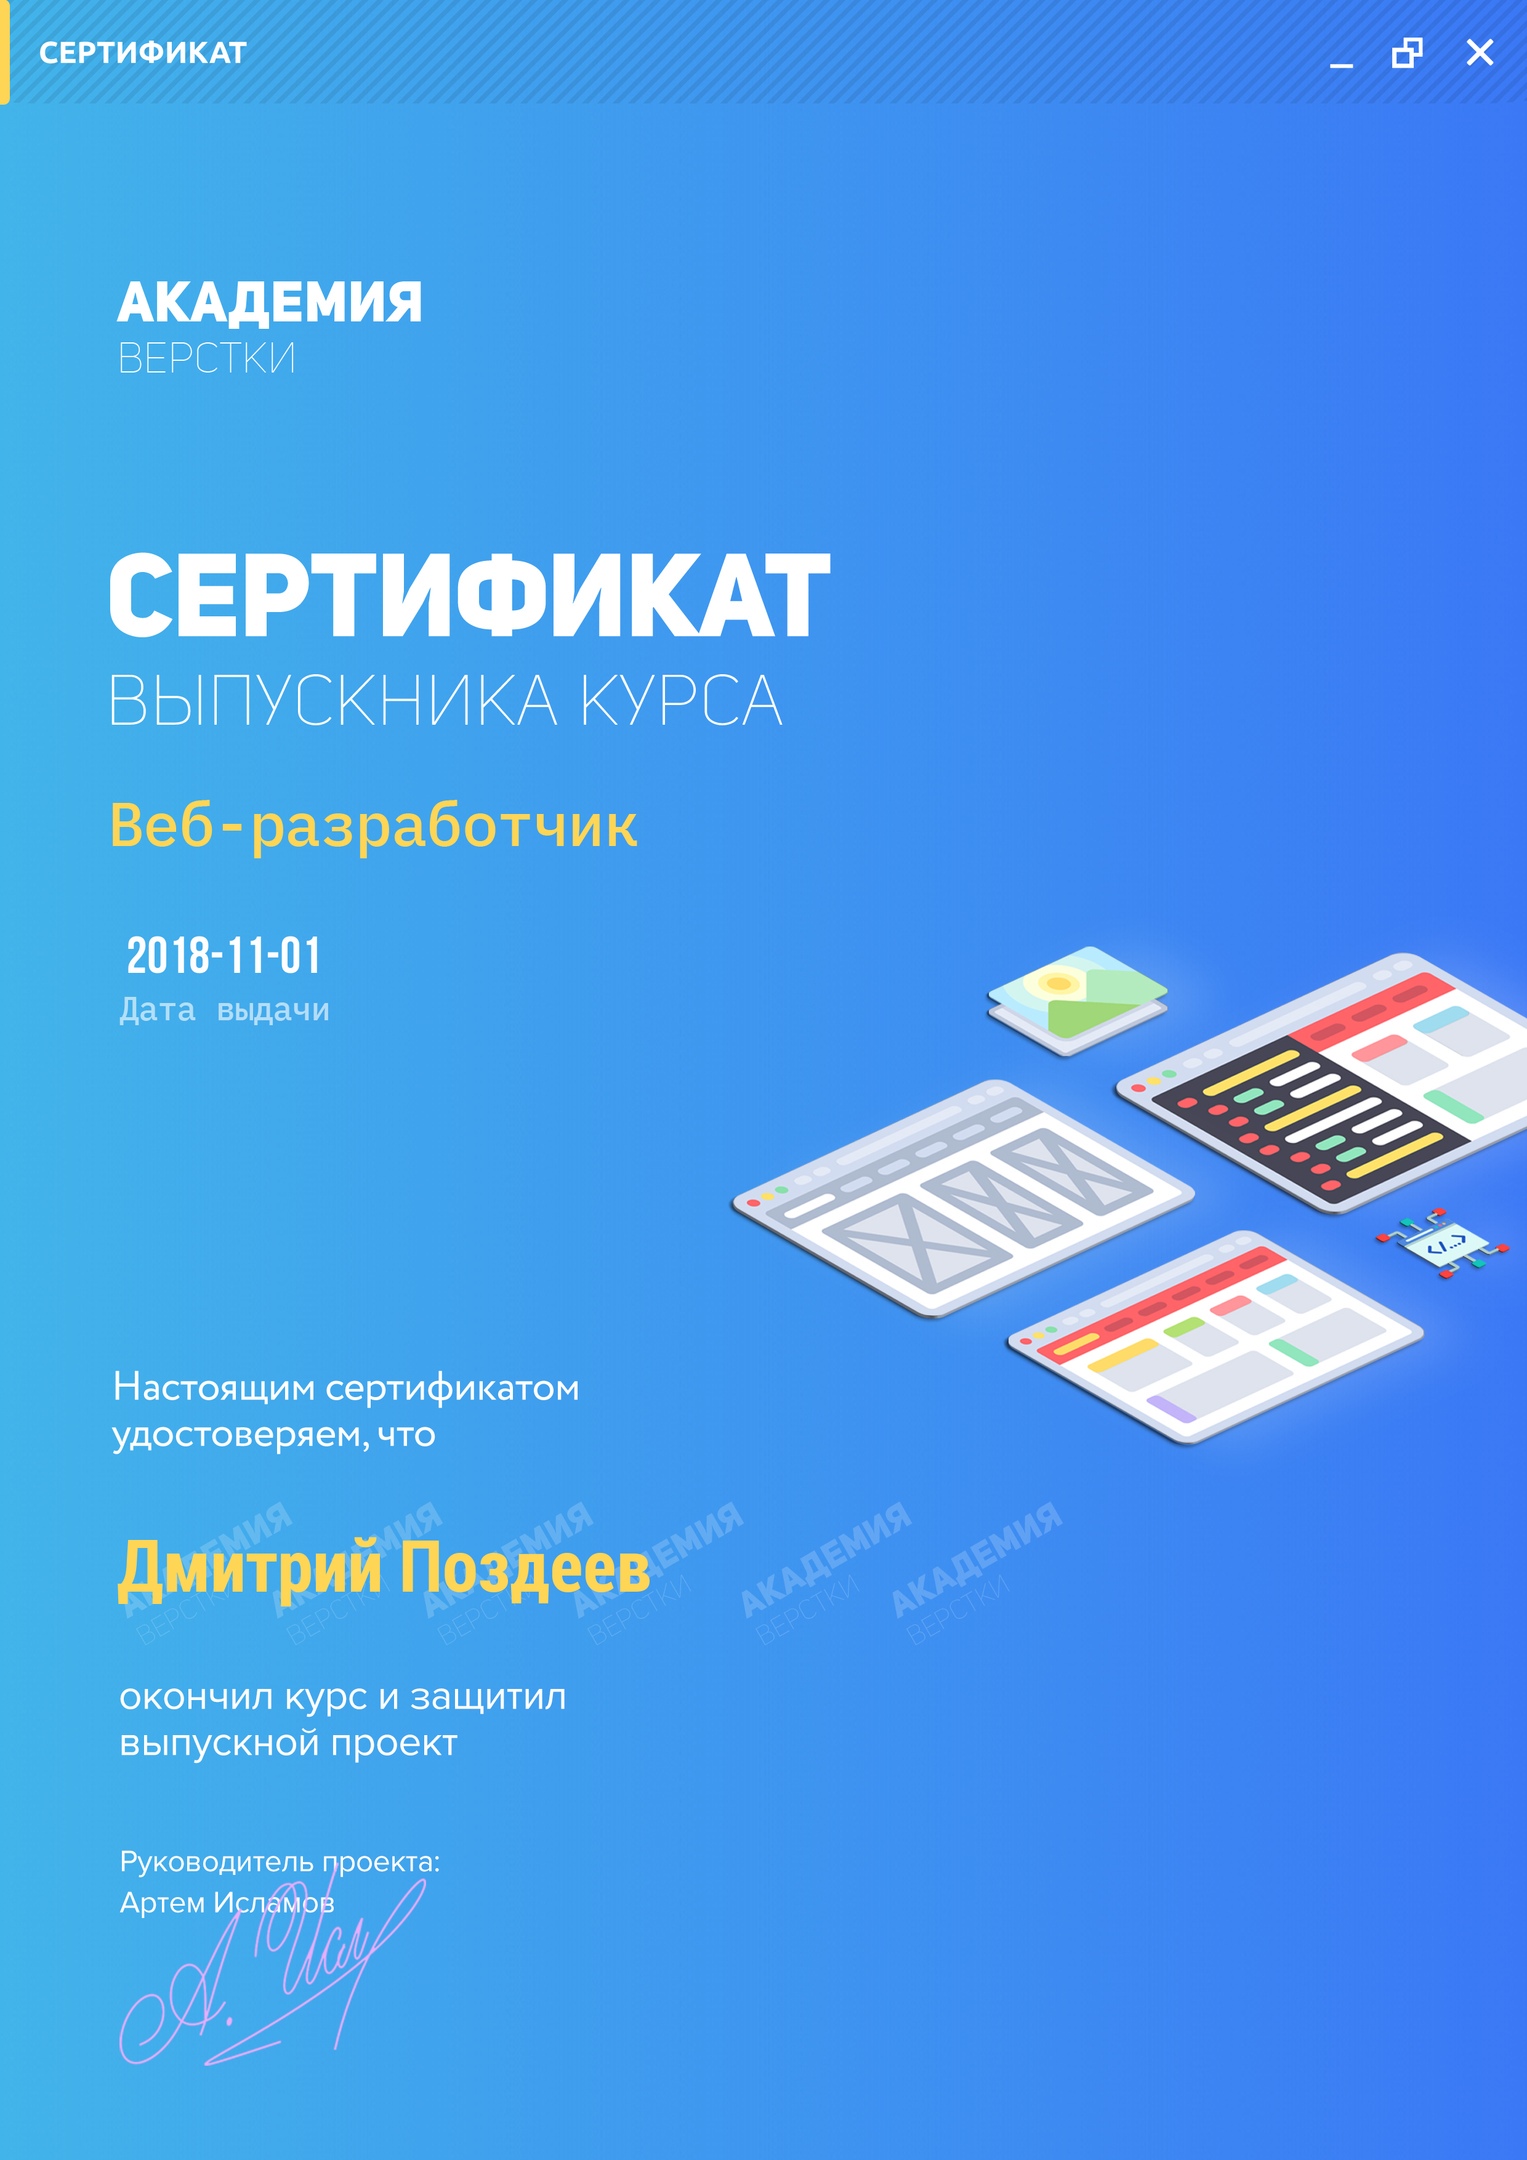 СЕРТИФИКАТ
АКАДЕМИЯ
ВЕРСТКИ
СЕРТИФИКАТ
ВЫПУСКНИКА КУРСА
Веб-разработчик
2018-11-01
Дата выдачи
</...>
Настоящим сертификатом
удостоверяем, что
АКАДЕМИЯ АКАДЕМИЯ АКАДЕМИЯ АКАДЕМИЯ АКАДЕМИЯ АКАДЕМИЯ
ВЕРСТКИ ВЕРСТКИ ВЕРСТКИ ВЕРСТКИ ВЕРСТКИ ВЕРСТКИ
Дмитрий Поздеев
окончил курс и защитил
выпускной проект
Руководитель проекта:
Артем Исламов
А. Исл